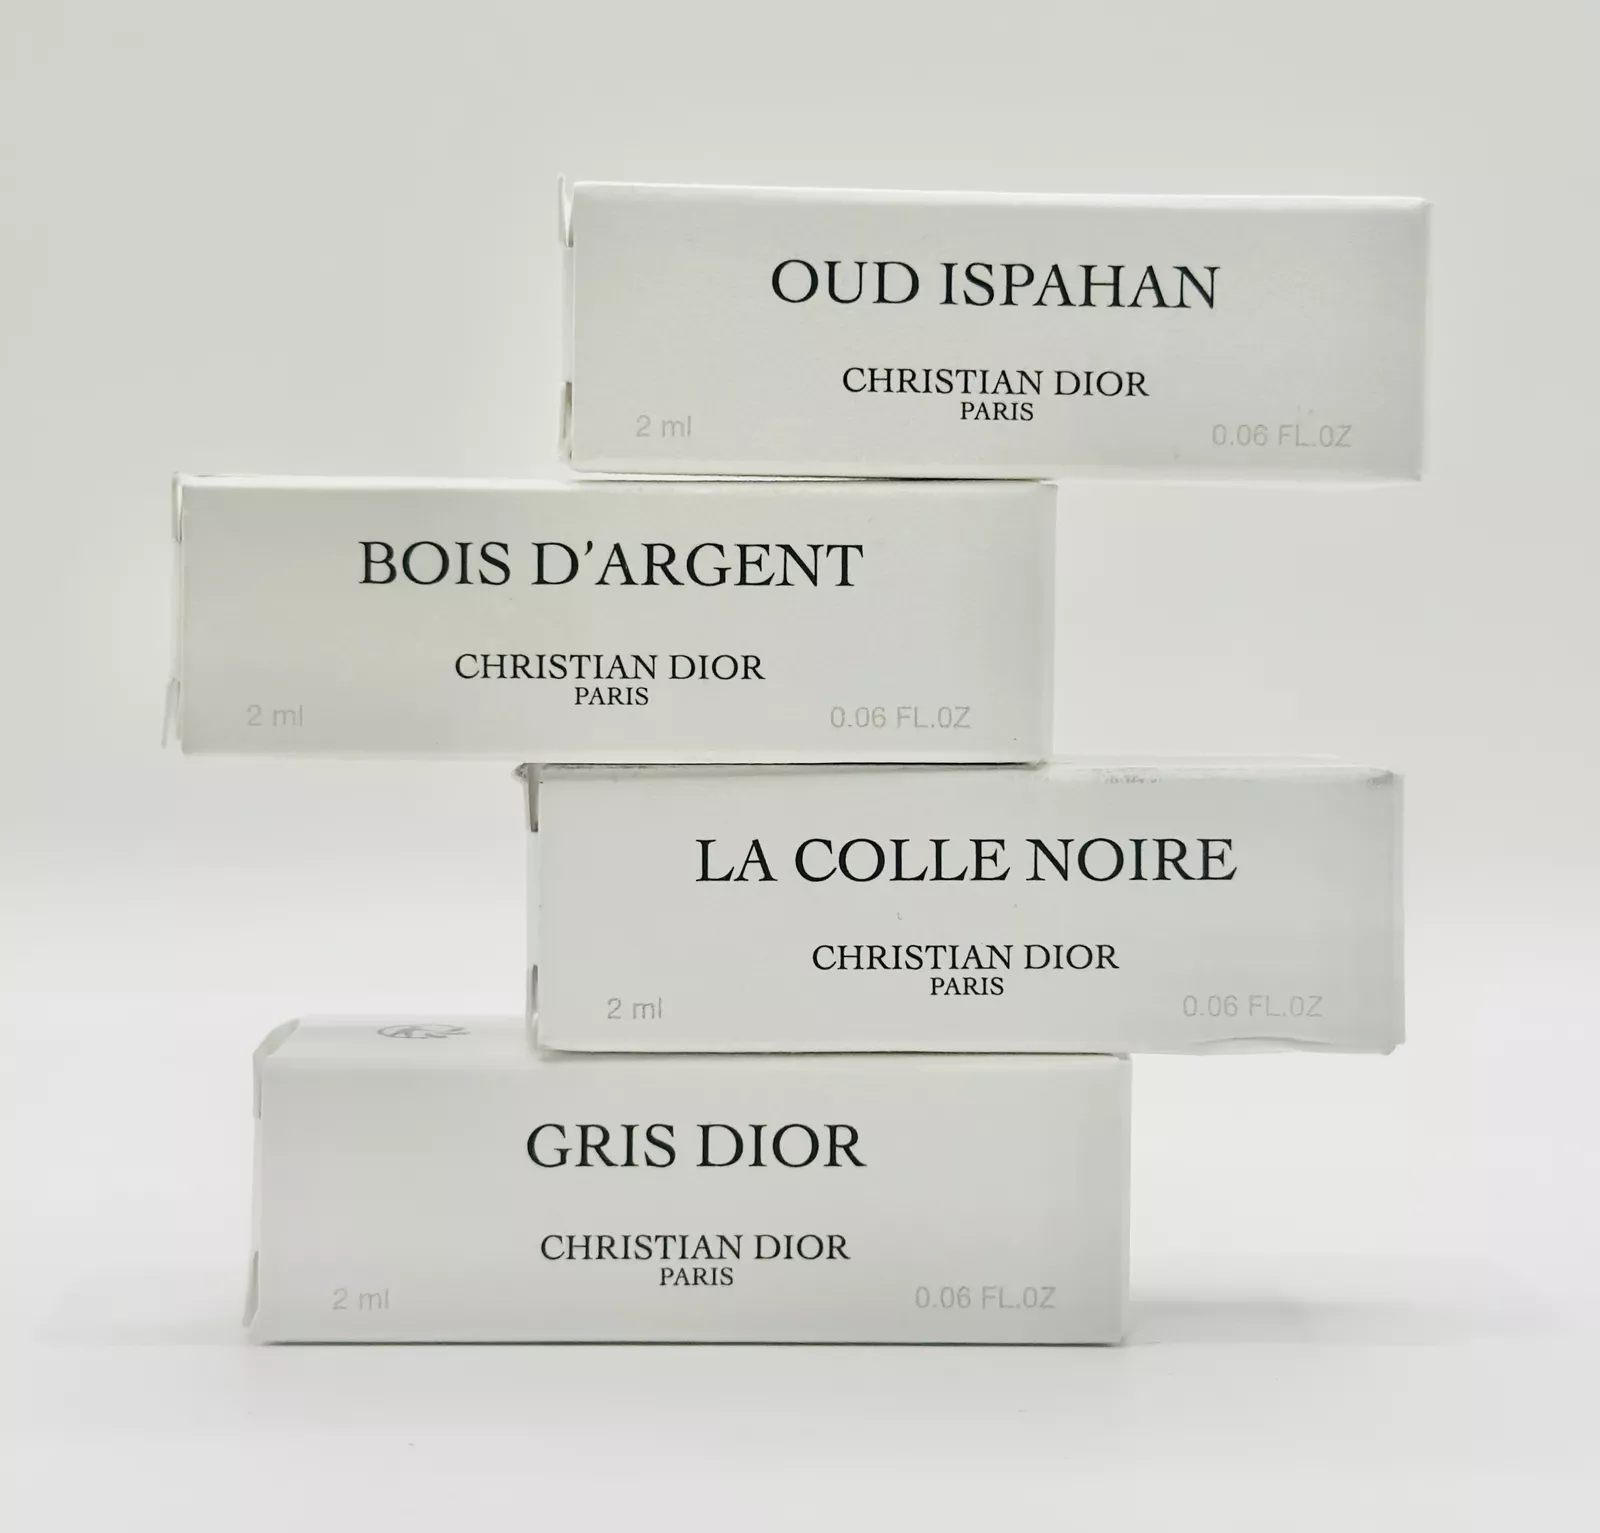 OUD ISPAHAN
CHRISTIAN DIOR
PARIS
2 ml 0.06 FL.OZ
BOIS D'ARGENT
CHRISTIAN DIOR
PARIS
2 ml 0.06 FL.OZ
LA COLLE NOIRE
CHRISTIAN DIOR
PARIS
2 ml 0.06 FL.OZ
GRIS DIOR
CHRISTIAN DIOR
PARIS
2 ml 0.06 FL.OZ